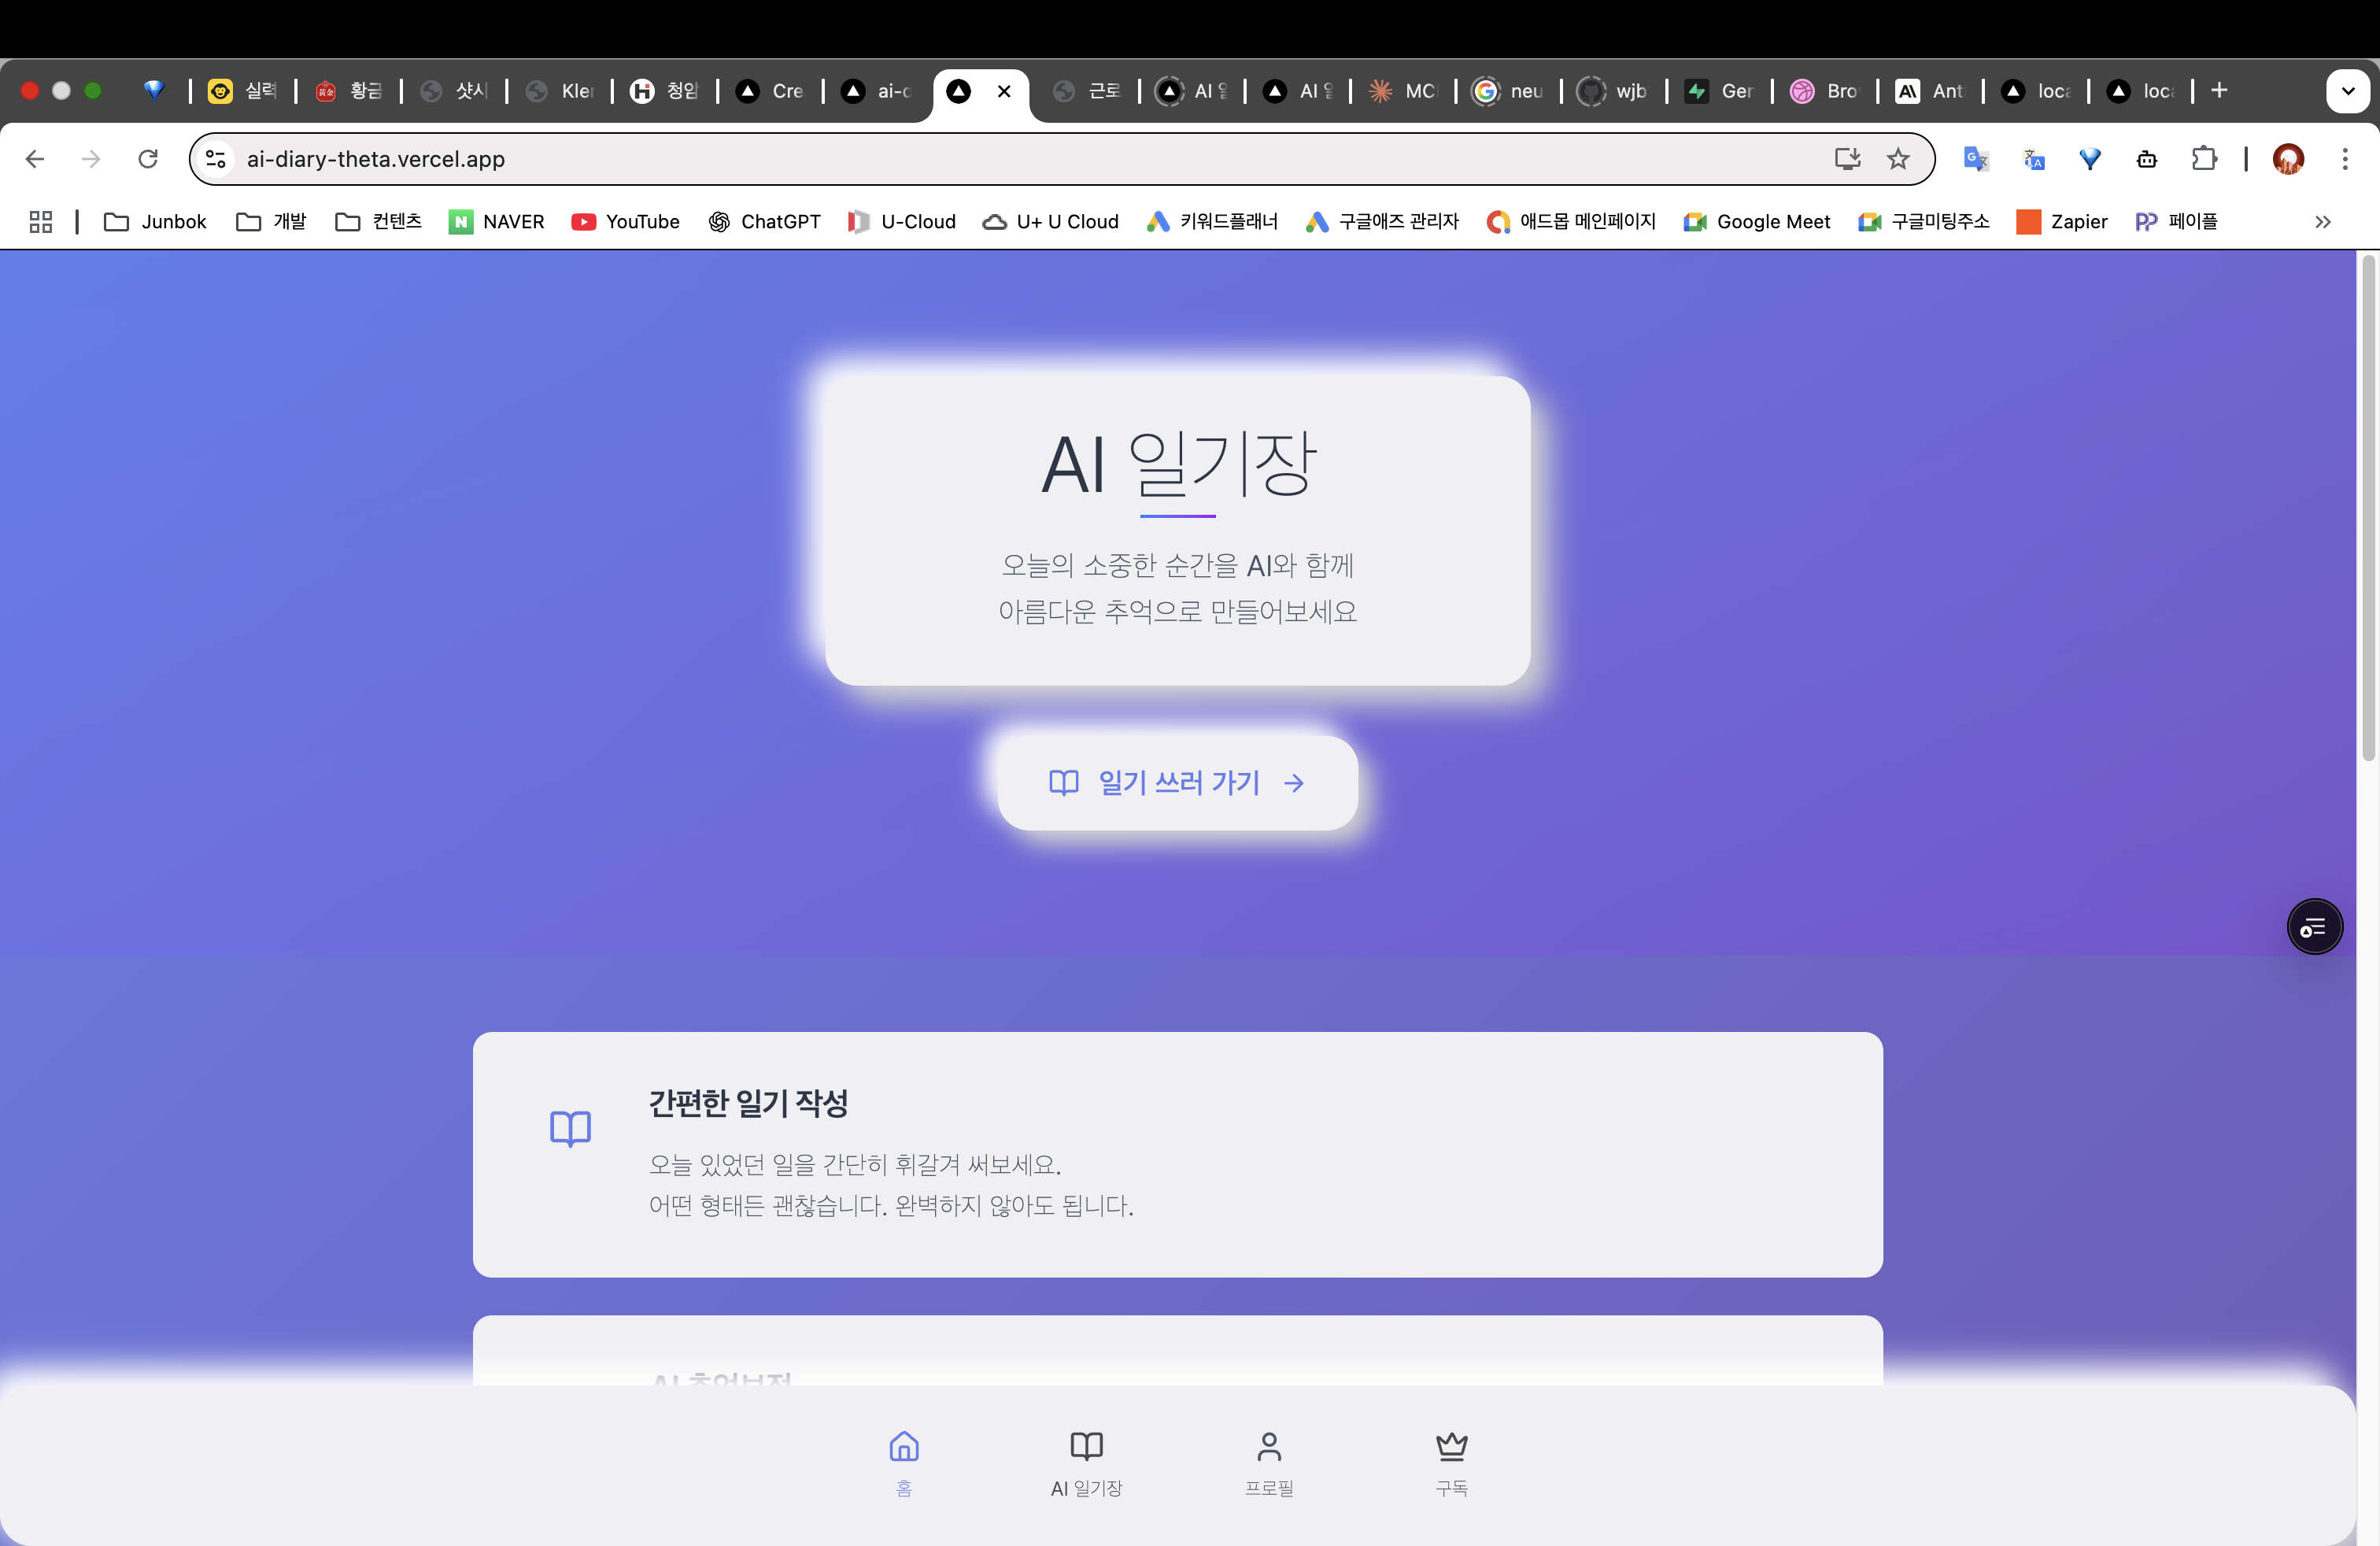 실력
황금
샷시
Kler
청암
Cre
ai-d
근로
AI 일
AI 일
MC
neu
wjb
Ger
Bro
Ant
loca
loca
ai-diary-theta.vercel.app
Junbok
개발
컨텐츠
NAVER
YouTube
ChatGPT
U-Cloud
U+ U Cloud
키워드플래너
구글애즈 관리자
애드몹 메인페이지
Google Meet
구글미팅주소
Zapier
페이플
AI 일기장
오늘의 소중한 순간을 AI와 함께
아름다운 추억으로 만들어보세요
일기 쓰러 가기
간편한 일기 작성
오늘 있었던 일을 간단히 휘갈겨 써보세요.
어떤 형태든 괜찮습니다. 완벽하지 않아도 됩니다.
홈
AI 일기장
프로필
구독